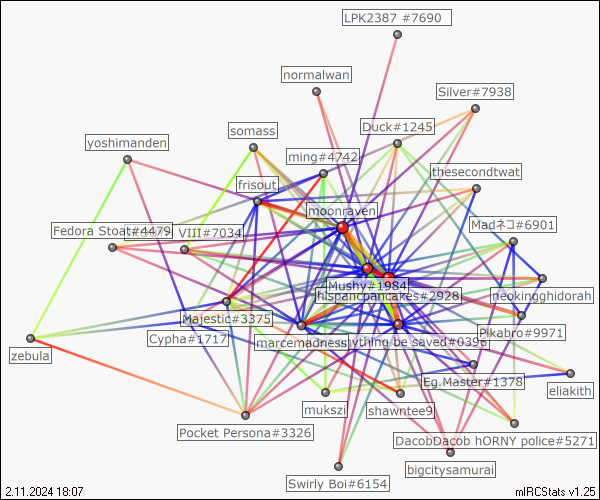 LPK2387 #7690
normalwan
Silver#7938
Duck#1245
somass
yoshimanden
ming#4742
thesecondtwat
frisout
moonraven
Madネコ#6901
Fedora Stoat#4479
VIII#7034
Mushy#1984
hispancpancakes#2928
neokingghidorah
Majestic#3375
Pikabro#9971
Cypha#1717
marcemadness
ything be saved#0396
zebula
Eg.Master#1378
eliakith
mukszi
shawntee9
Pocket Persona#3326
DacobDacob hORNY police#5271
bigcitysamurai
Swirly Boi#6154
2.11.2024 18:07
mIRCStats v1.25